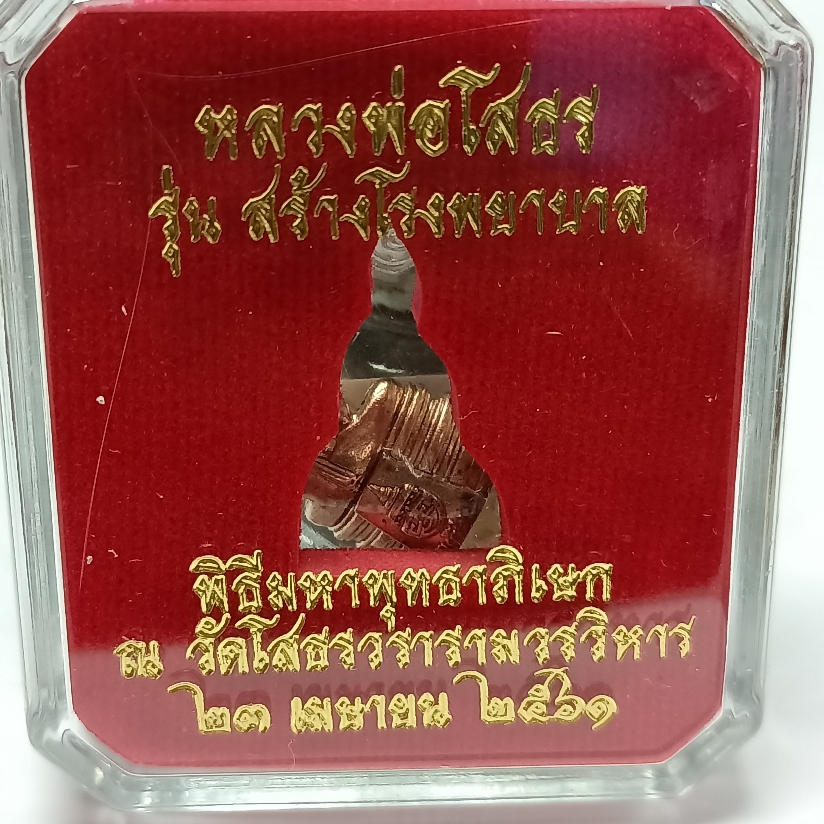 หลวงพ่อโสธร
รุ่น สร้างโรงพยาบาล
พิธีมหาพุทธาภิเษก
ณ วัดโสธรวรารามวรวิหาร
๒๓ เมษายน ๒๕๖๑